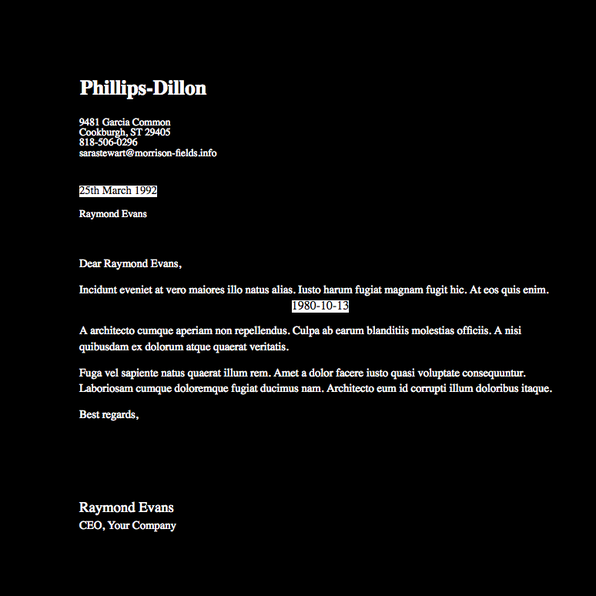 Phillips-Dillon
9481 Garcia Common
Cookburgh, ST 29405
818-506-0296
sarastewart@morrison-fields.info
25th March 1992
Raymond Evans
Dear Raymond Evans,
Incidunt eveniet at vero maiores illo natus alias. Iusto harum fugiat magnam fugit hic. At eos quis enim.
1980-10-13
A architecto cumque aperiam non repellendus. Culpa ab earum blanditiis molestias officiis. A nisi
quibusdam ex dolorum atque quaerat veritatis.
Fuga vel sapiente natus quaerat illum rem. Amet a dolor facere iusto quasi voluptate consequuntur.
Laboriosam cumque doloremque fugiat ducimus nam. Architecto eum id corrupti illum doloribus itaque.
Best regards,
Raymond Evans
CEO, Your Company